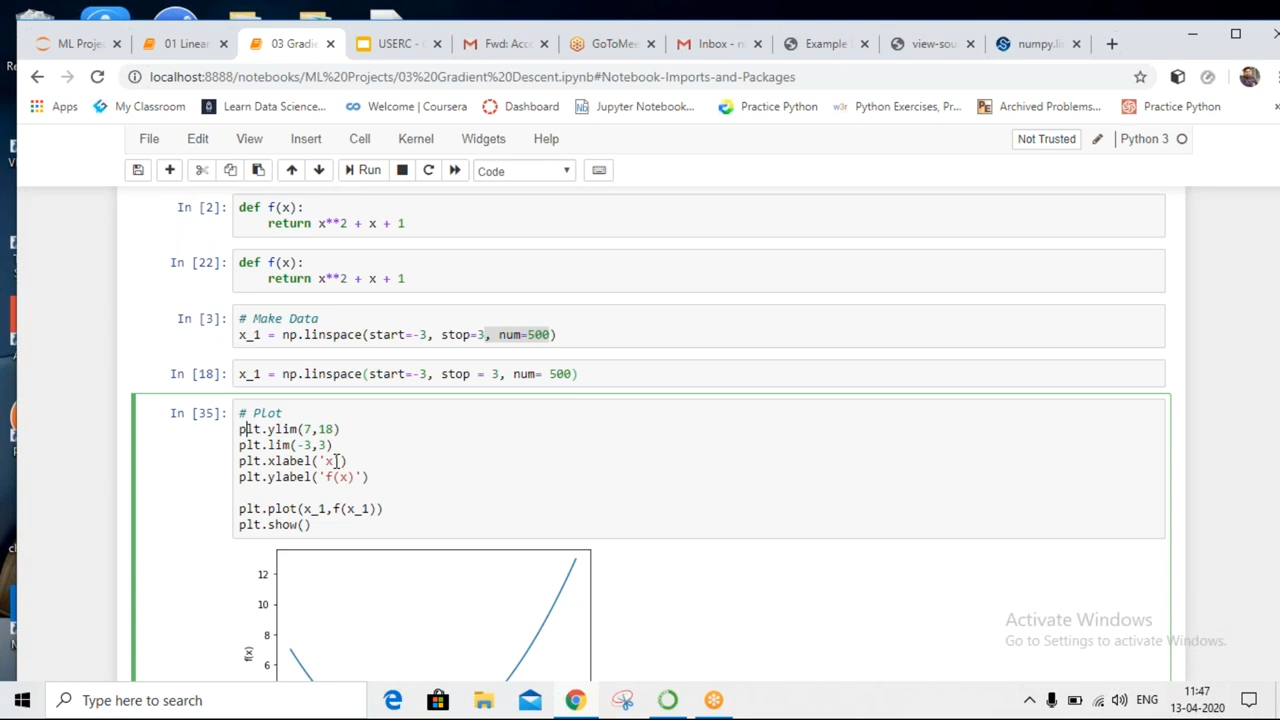 ML Proje
01 Linear
03 Gradie
USERC - G
Fwd: Acce
GoToMee
Inbox - n
Example
view-sou
numpy.lin
localhost:8888/notebooks/ML%20Projects/03%20Gradient%20Descent.ipynb#Notebook-Imports-and-Packages
Apps
My Classroom
Learn Data Science...
Welcome | Coursera
Dashboard
Jupyter Notebook...
Practice Python
w3r Python Exercises, Pr...
PE Archived Problems...
Practice Python
File Edit View Insert Cell Kernel Widgets Help
Not Trusted
Python 3
Run
Code
In [2]: def f(x):
return x**2 + x + 1
In [22]: def f(x):
return x**2 + x + 1
In [3]: # Make Data
x_1 = np.linspace(start=-3, stop=3, num=500)
In [18]: x_1 = np.linspace(start=-3, stop = 3, num= 500)
In [35]: # Plot
plt.ylim(7,18)
plt.lim(-3,3)
plt.xlabel('x')
plt.ylabel('f(x)')
plt.plot(x_1,f(x_1))
plt.show()
12
10
8
6
f(x)
Activate Windows
Go to Settings to activate Windows.
Type here to search
ENG
11:47
13-04-2020